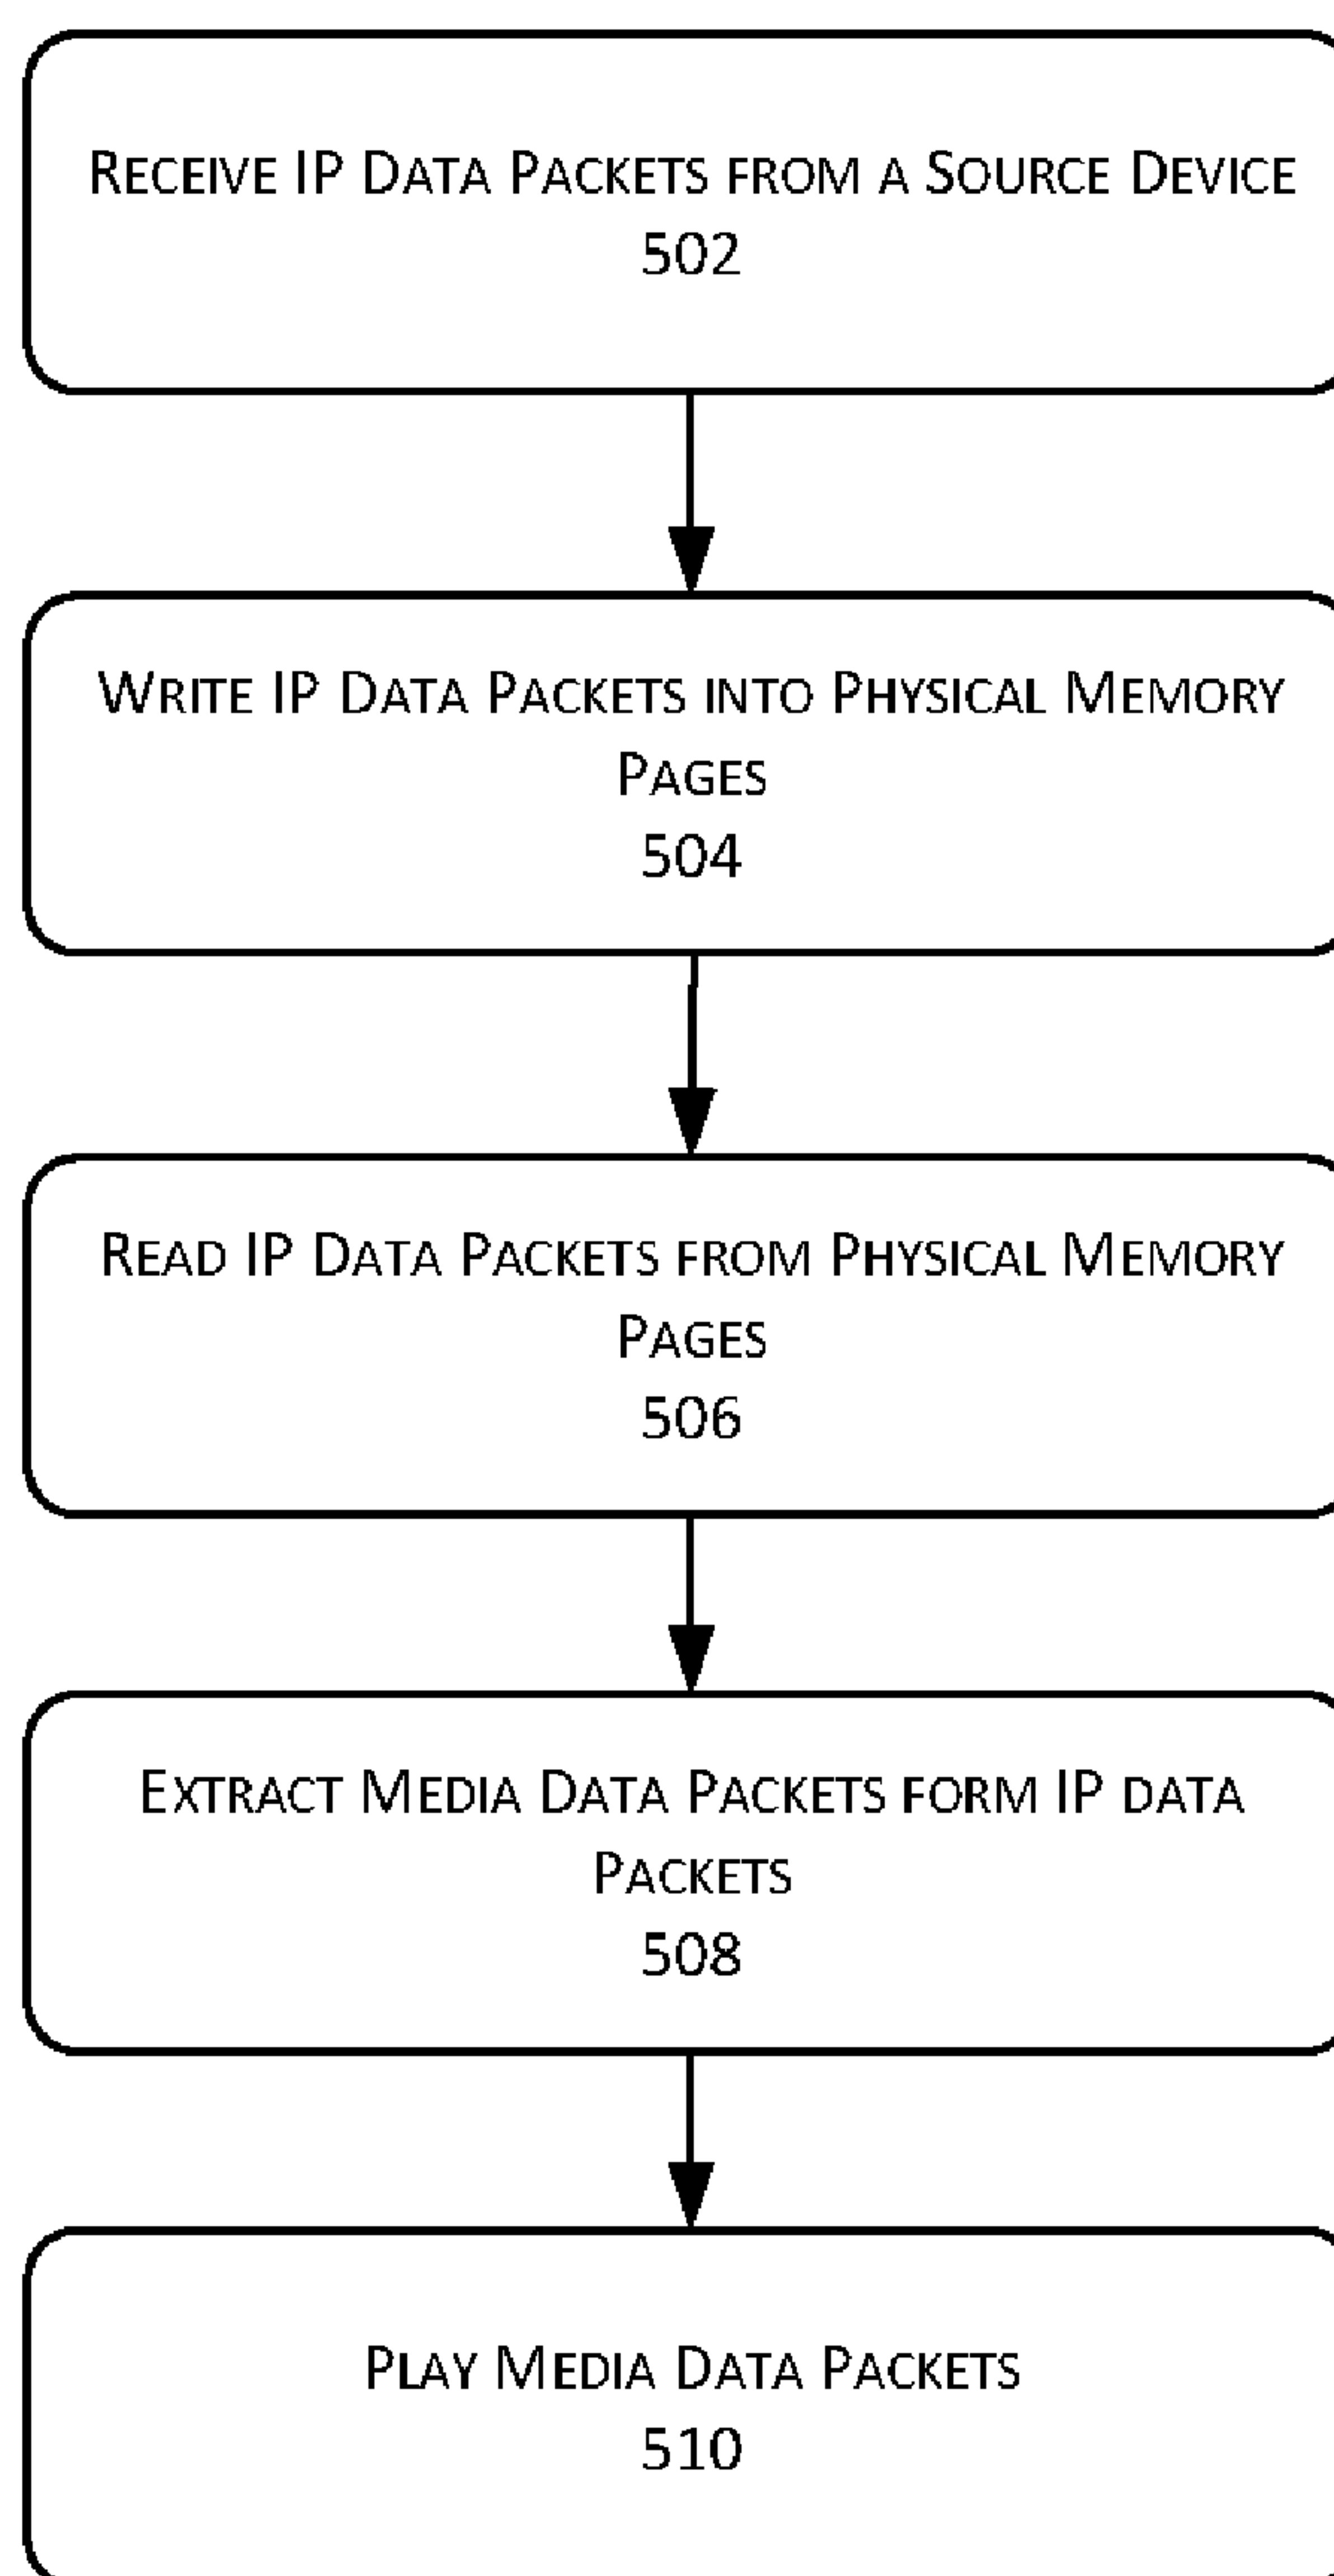 RECEIVE IP DATA PACKETS FROM A SOURCE DEVICE
502
WRITE IP DATA PACKETS INTO PHYSICAL MEMORY
PAGES
504
READ IP DATA PACKETS FROM PHYSICAL MEMORY
PAGES
506
EXTRACT MEDIA DATA PACKETS FORM IP DATA
PACKETS
508
PLAY MEDIA DATA PACKETS
510